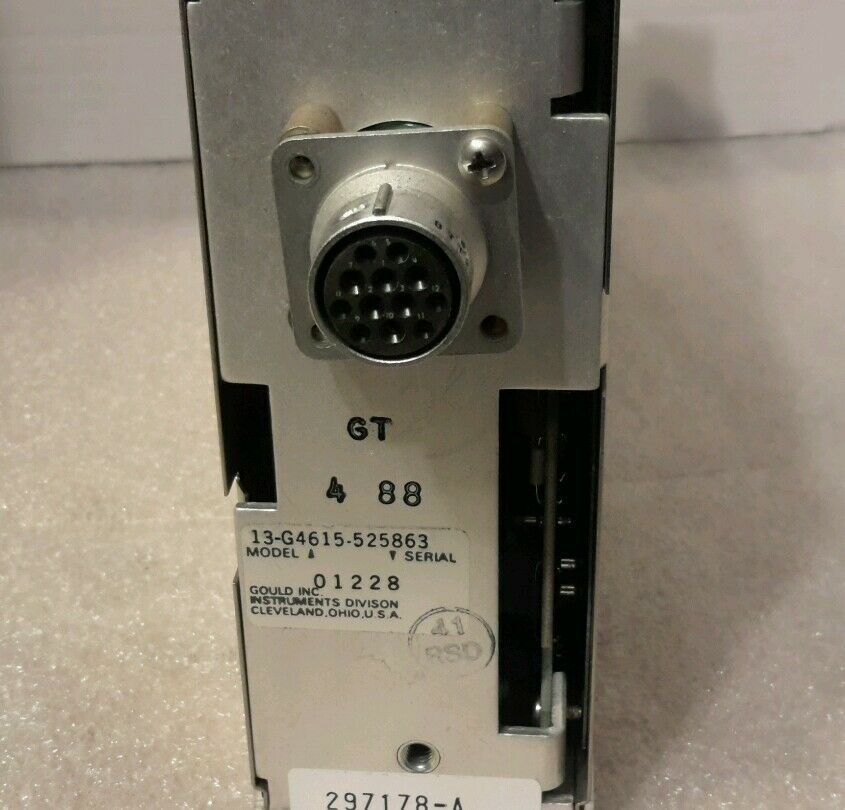 GT
4 88
13-G4615-525863
MODEL SERIAL
01228
GOULD INC.
INSTRUMENTS DIVISON
CLEVELAND, OHIO, U.S.A.
41
RSD
297178-A